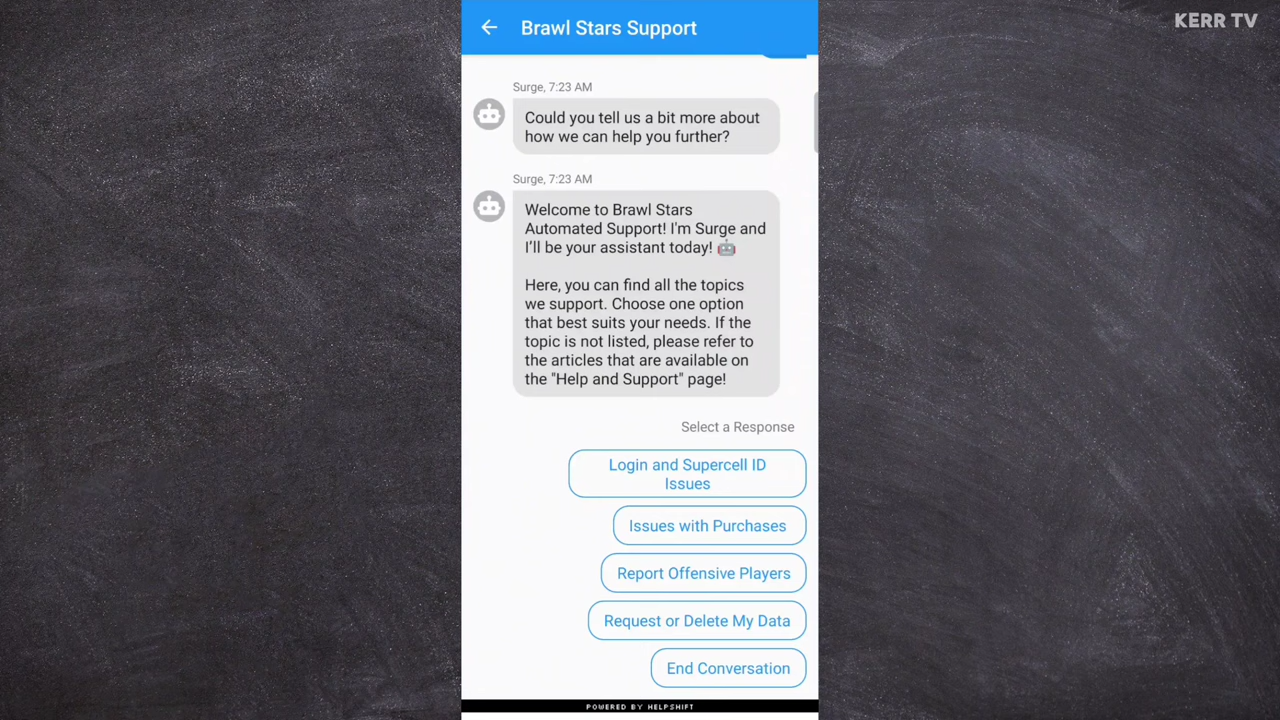 KERR TV
Brawl Stars Support
Surge, 7:23 AM
Could you tell us a bit more about
how we can help you further?
Surge, 7:23 AM
Welcome to Brawl Stars
Automated Support! I'm Surge and
I'll be your assistant today! 🤖
Here, you can find all the topics
we support. Choose one option
that best suits your needs. If the
topic is not listed, please refer to
the articles that are available on
the "Help and Support" page!
Select a Response
Login and Supercell ID
Issues
Issues with Purchases
Report Offensive Players
Request or Delete My Data
End Conversation
POWERED BY HELPSHIFT